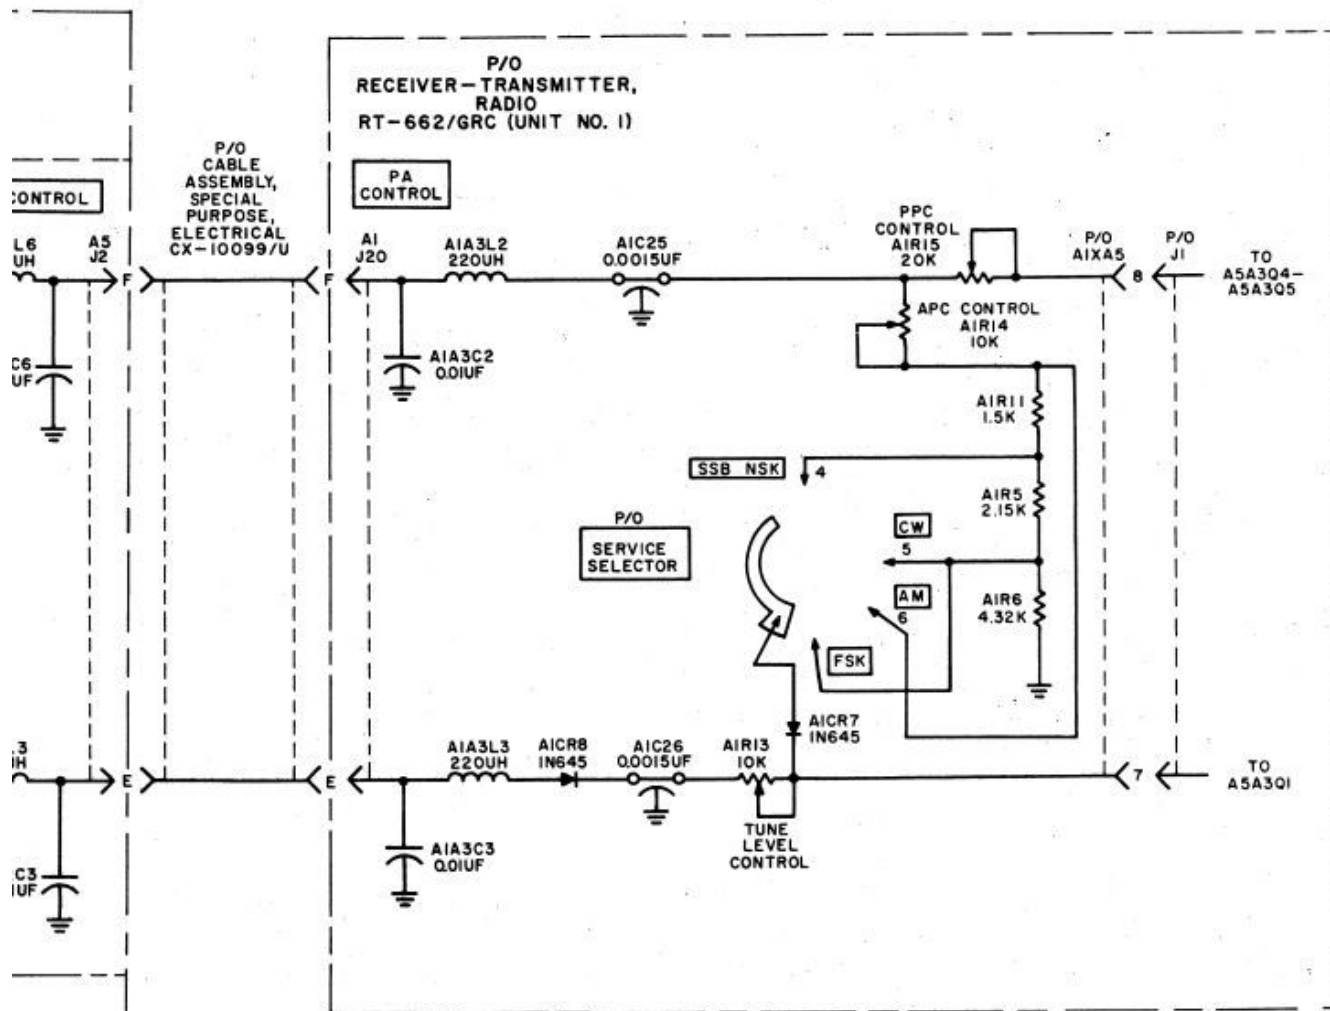 P/O
RECEIVER-TRANSMITTER,
RADIO
RT-662/GRC (UNIT NO. 1)
P/O
CABLE
ASSEMBLY,
SPECIAL
PURPOSE,
ELECTRICAL
CX-10099/U
CONTROL
PA
CONTROL
L6
UH
A5
J2
F
F
A1
J20
A1A3L2
220UH
A1C25
0.0015UF
PPC
CONTROL
A1R15
20K
P/O
A1XA5
8
P/O
J1
TO
A5A3Q4-
A5A3Q5
C6
UF
A1A3C2
0.01UF
APC CONTROL
A1R14
10K
A1R11
1.5K
SSB NSK
4
A1R5
2.15K
P/O
SERVICE
SELECTOR
CW
5
AM
6
A1R6
4.32K
FSK
A1CR7
1N645
.3
UH
E
E
A1A3L3
220UH
A1CR8
1N645
A1C26
0.0015UF
A1R13
10K
TUNE
LEVEL
CONTROL
7
TO
A5A3Q1
C3
UF
A1A3C3
0.01UF